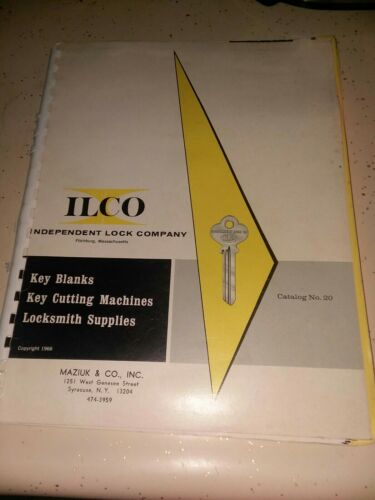 ILCO
INDEPENDENT LOCK COMPANY
Fitchburg, Massachusetts
Key Blanks
Key Cutting Machines
Locksmith Supplies
Catalog No. 20
Copyright 1966
MAZIUK & CO., INC.
1251 West Genesee Street
Syracuse, N. Y. 13204
474-3959